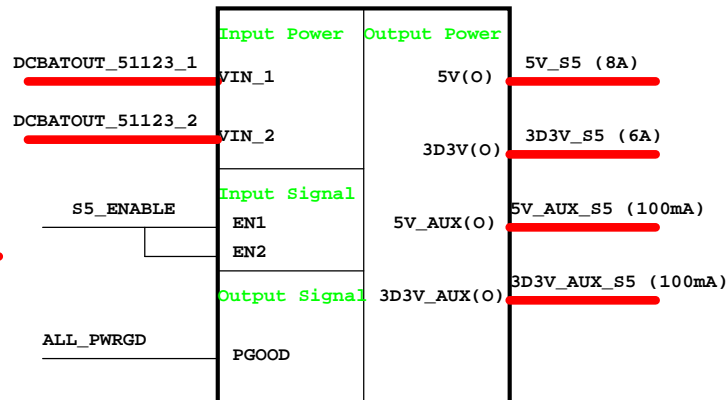 Input Power
Output Power
DCBATOUT_51123_1
VIN_1
5V(O)
5V_S5 (8A)
DCBATOUT_51123_2
VIN_2
3D3V(O)
3D3V_S5 (6A)
Input Signal
S5_ENABLE
EN1
5V_AUX(O)
5V_AUX_S5 (100mA)
EN2
Output Signal
3D3V_AUX(O)
3D3V_AUX_S5 (100mA)
ALL_PWRGD
PGOOD